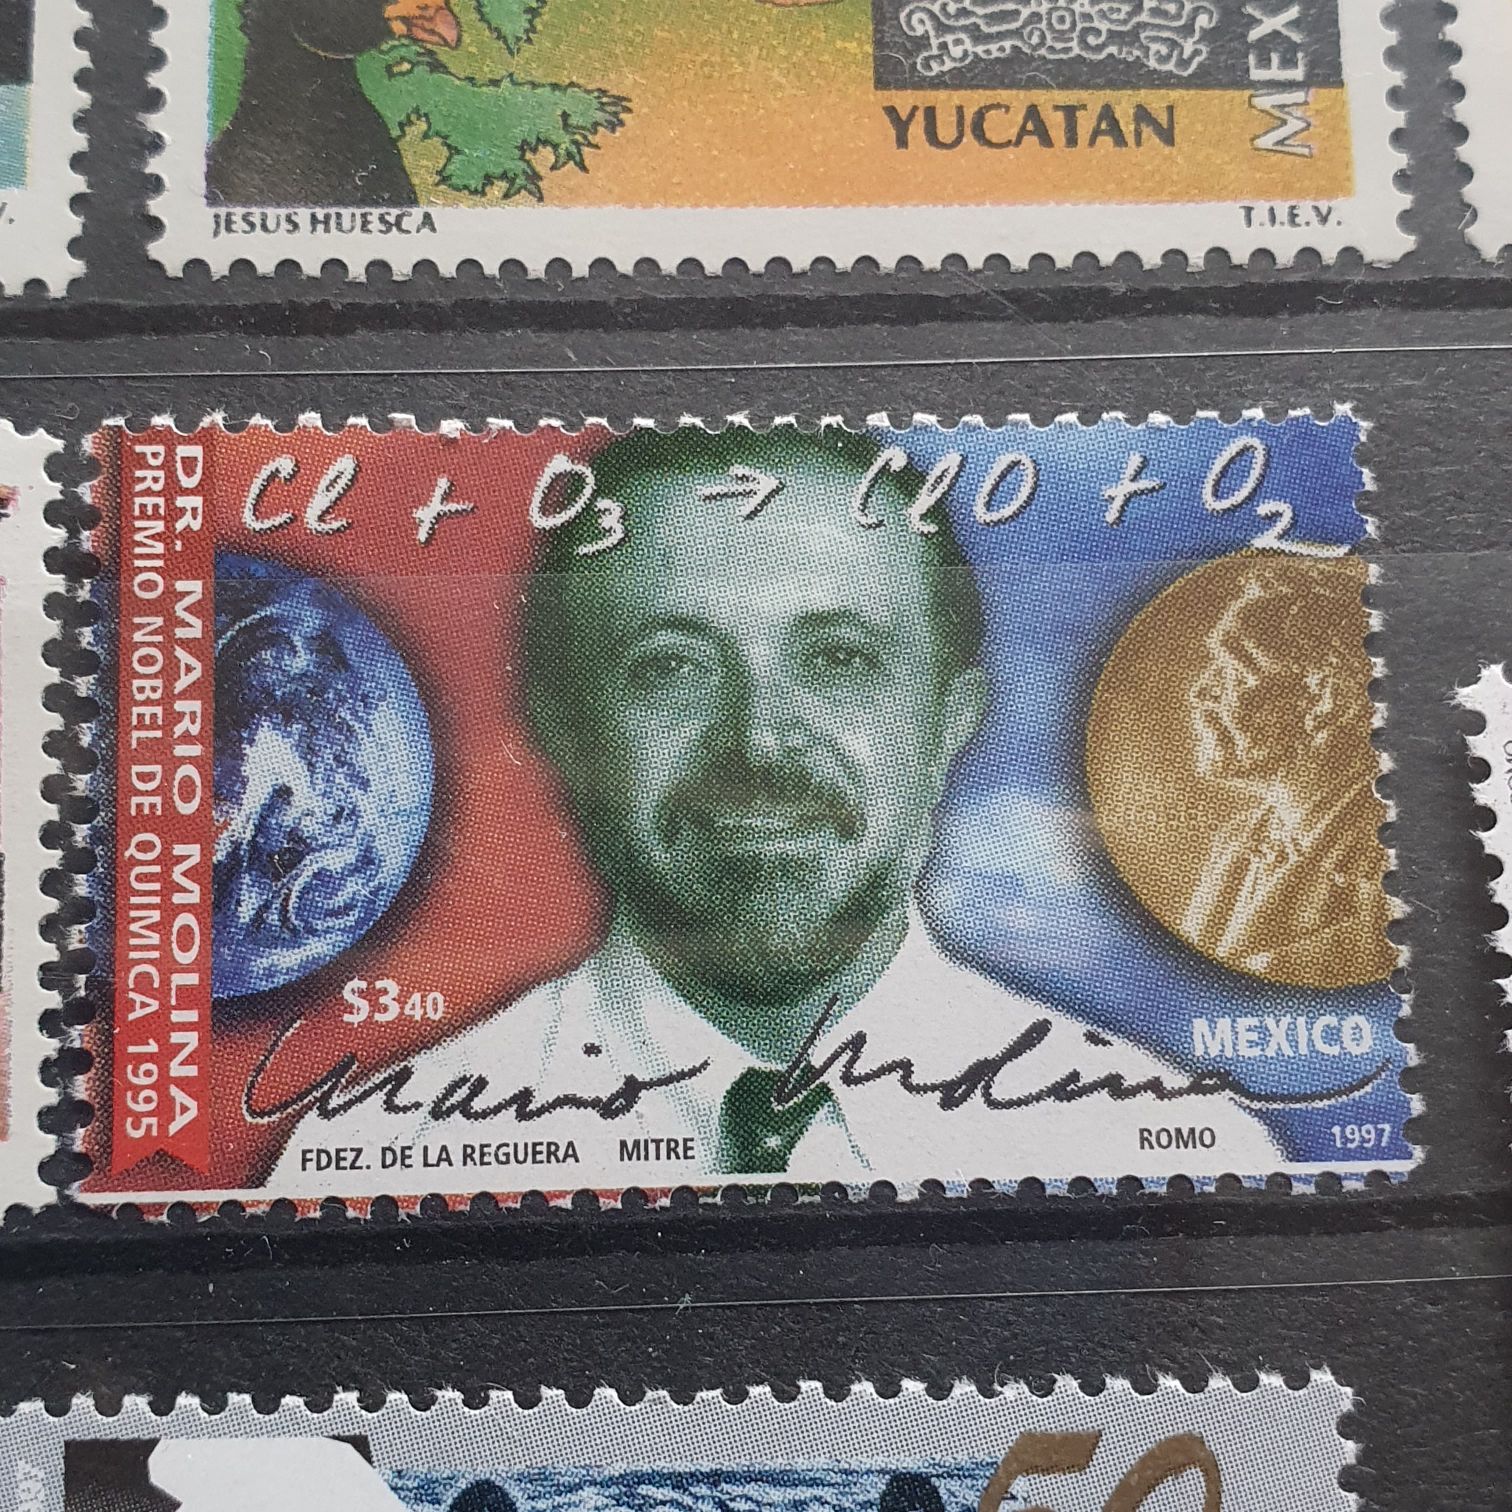 MEX
YUCATAN
JESUS HUESCA
T.I.E.V.
Cl + O₃ → ClO + O₂
DR. MARIO MOLINA
PREMIO NOBEL DE QUIMICA 1995
$3.40
MEXICO
Mario Molina
FDEZ. DE LA REGUERA MITRE ROMO 1997
50